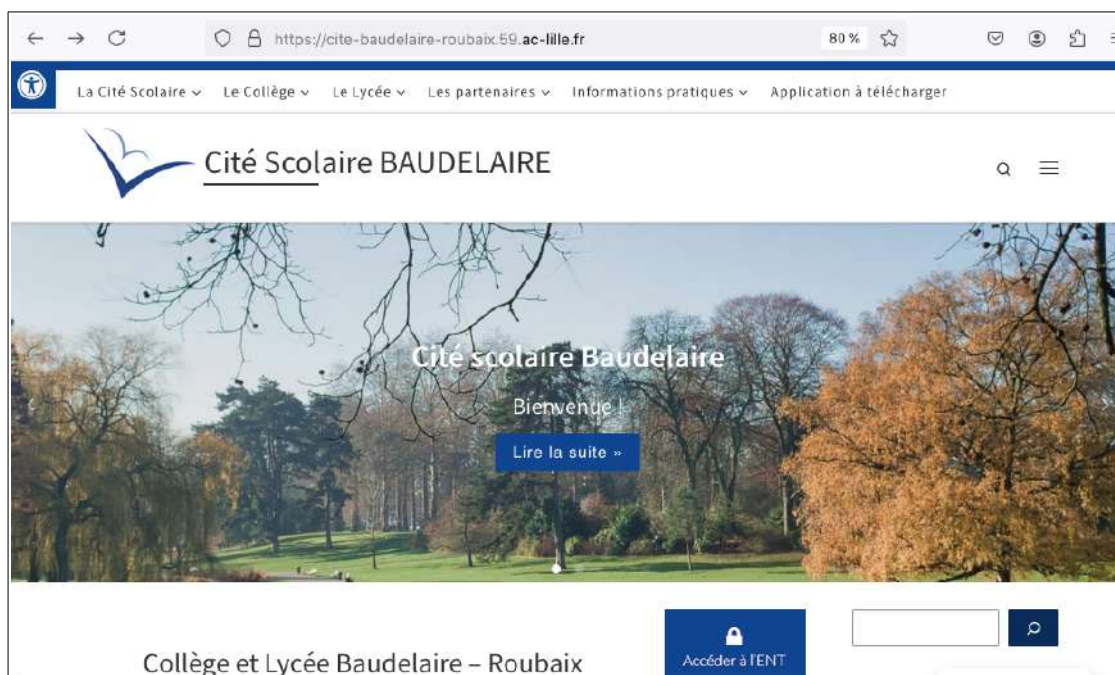 https://cite-baudelaire-roubaix.59.ac-lille.fr 80 %
La Cité Scolaire Le Collège Le Lycée Les partenaires Informations pratiques Application à télécharger
Cité Scolaire BAUDELAIRE
Cité scolaire Baudelaire
Bienvenue !
Lire la suite »
Accéder à l'ENT
Collège et Lycée Baudelaire – Roubaix